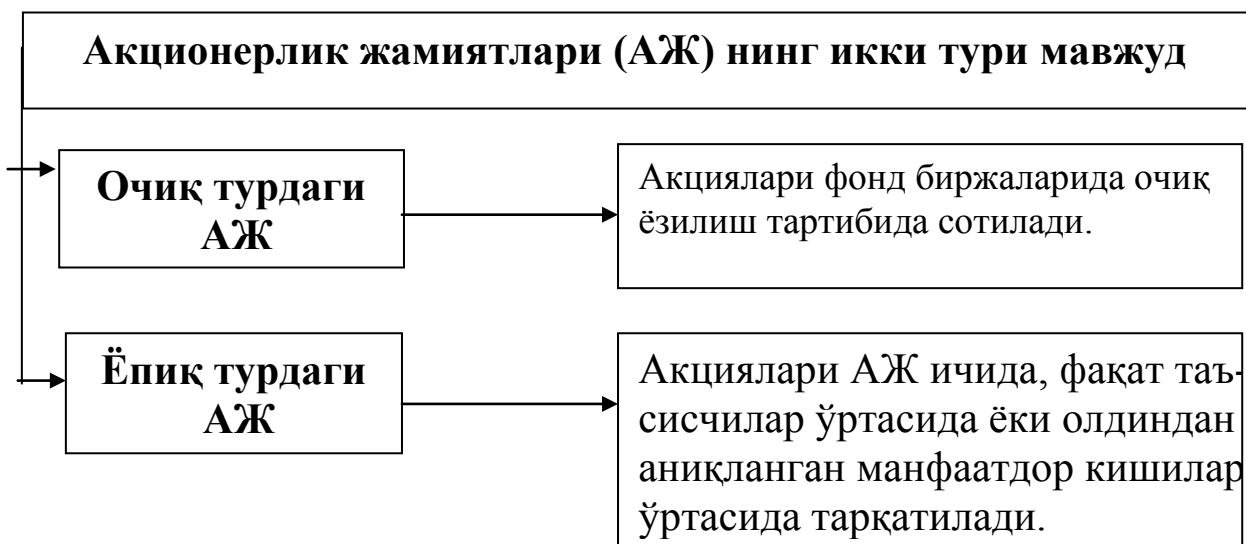 Акционерлик жамиятлари (АЖ) нинг икки тури мавжуд
Очиқ турдаги
АЖ
Акциялари фонд биржаларида очиқ
ёзилиш тартибида сотилади.
Ёпиқ турдаги
АЖ
Акциялари АЖ ичида, фақат таъ-
сисчилар ўртасида ёки олдиндан
аниқланган манфаатдор кишилар
ўртасида тарқатилади.